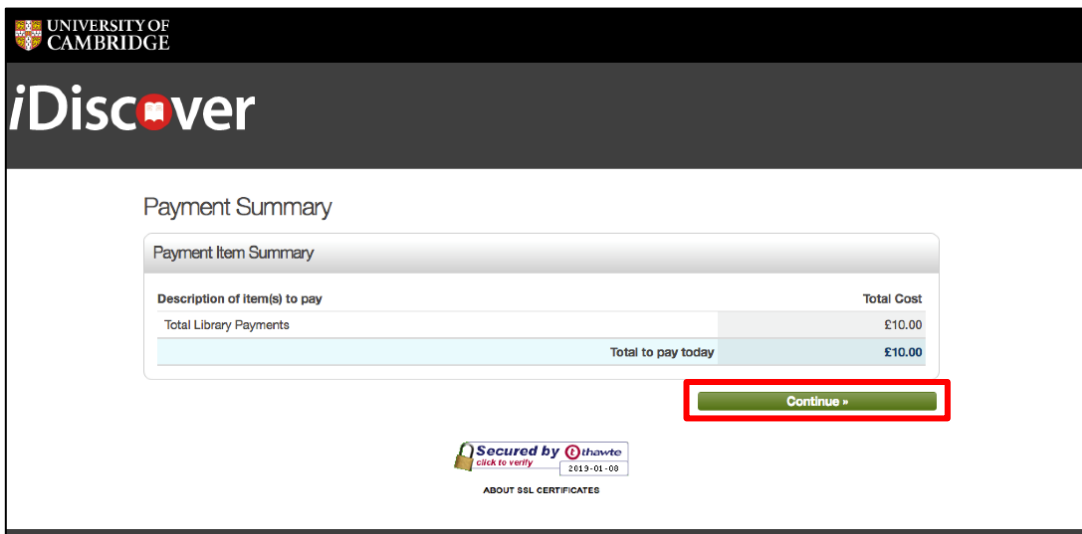 UNIVERSITY OF
CAMBRIDGE
iDiscover
Payment Summary
Payment Item Summary
Description of item(s) to pay Total Cost
Total Library Payments £10.00
Total to pay today £10.00
Continue »
Secured by thawte
click to verify 2019-01-08
ABOUT SSL CERTIFICATES